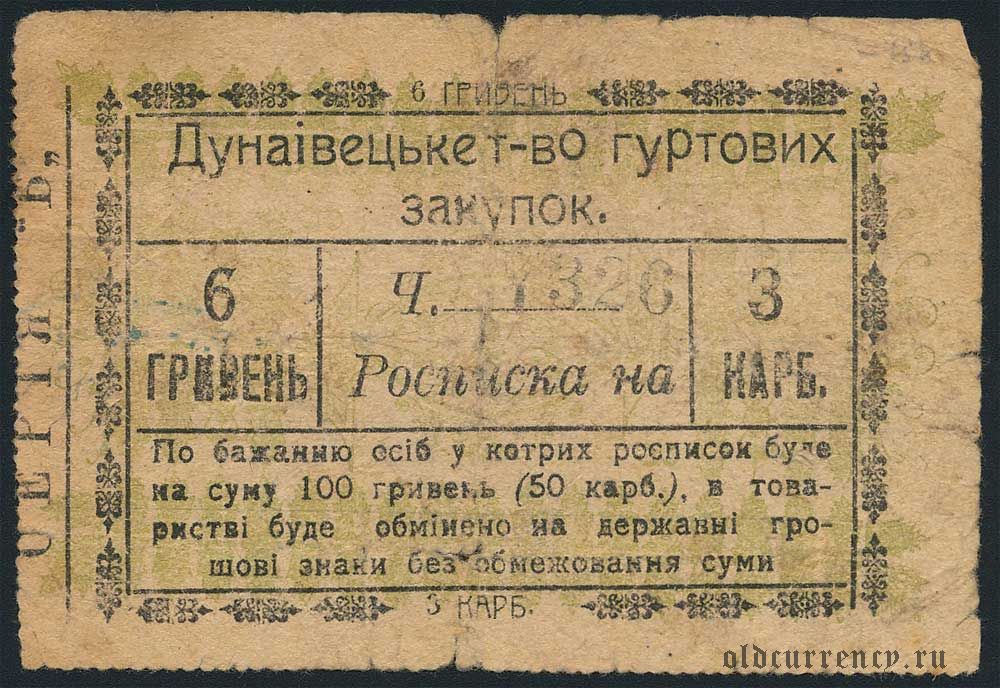 6 ГРИВЕНЬ
Дунаівецьке т-во гуртових
закупок.
6
ГРИВЕНЬ
Ч. 1326
Росписка на
3
КАРБ.
По бажанню осіб у котрих росписок буде
на суму 100 гривень (50 карб.), в това-
ристві буде обмінено на державні гро-
шові знаки без обмежовання суми
3 КАРБ.
СЕРІЯ „Ь„
oldcurrency.ru